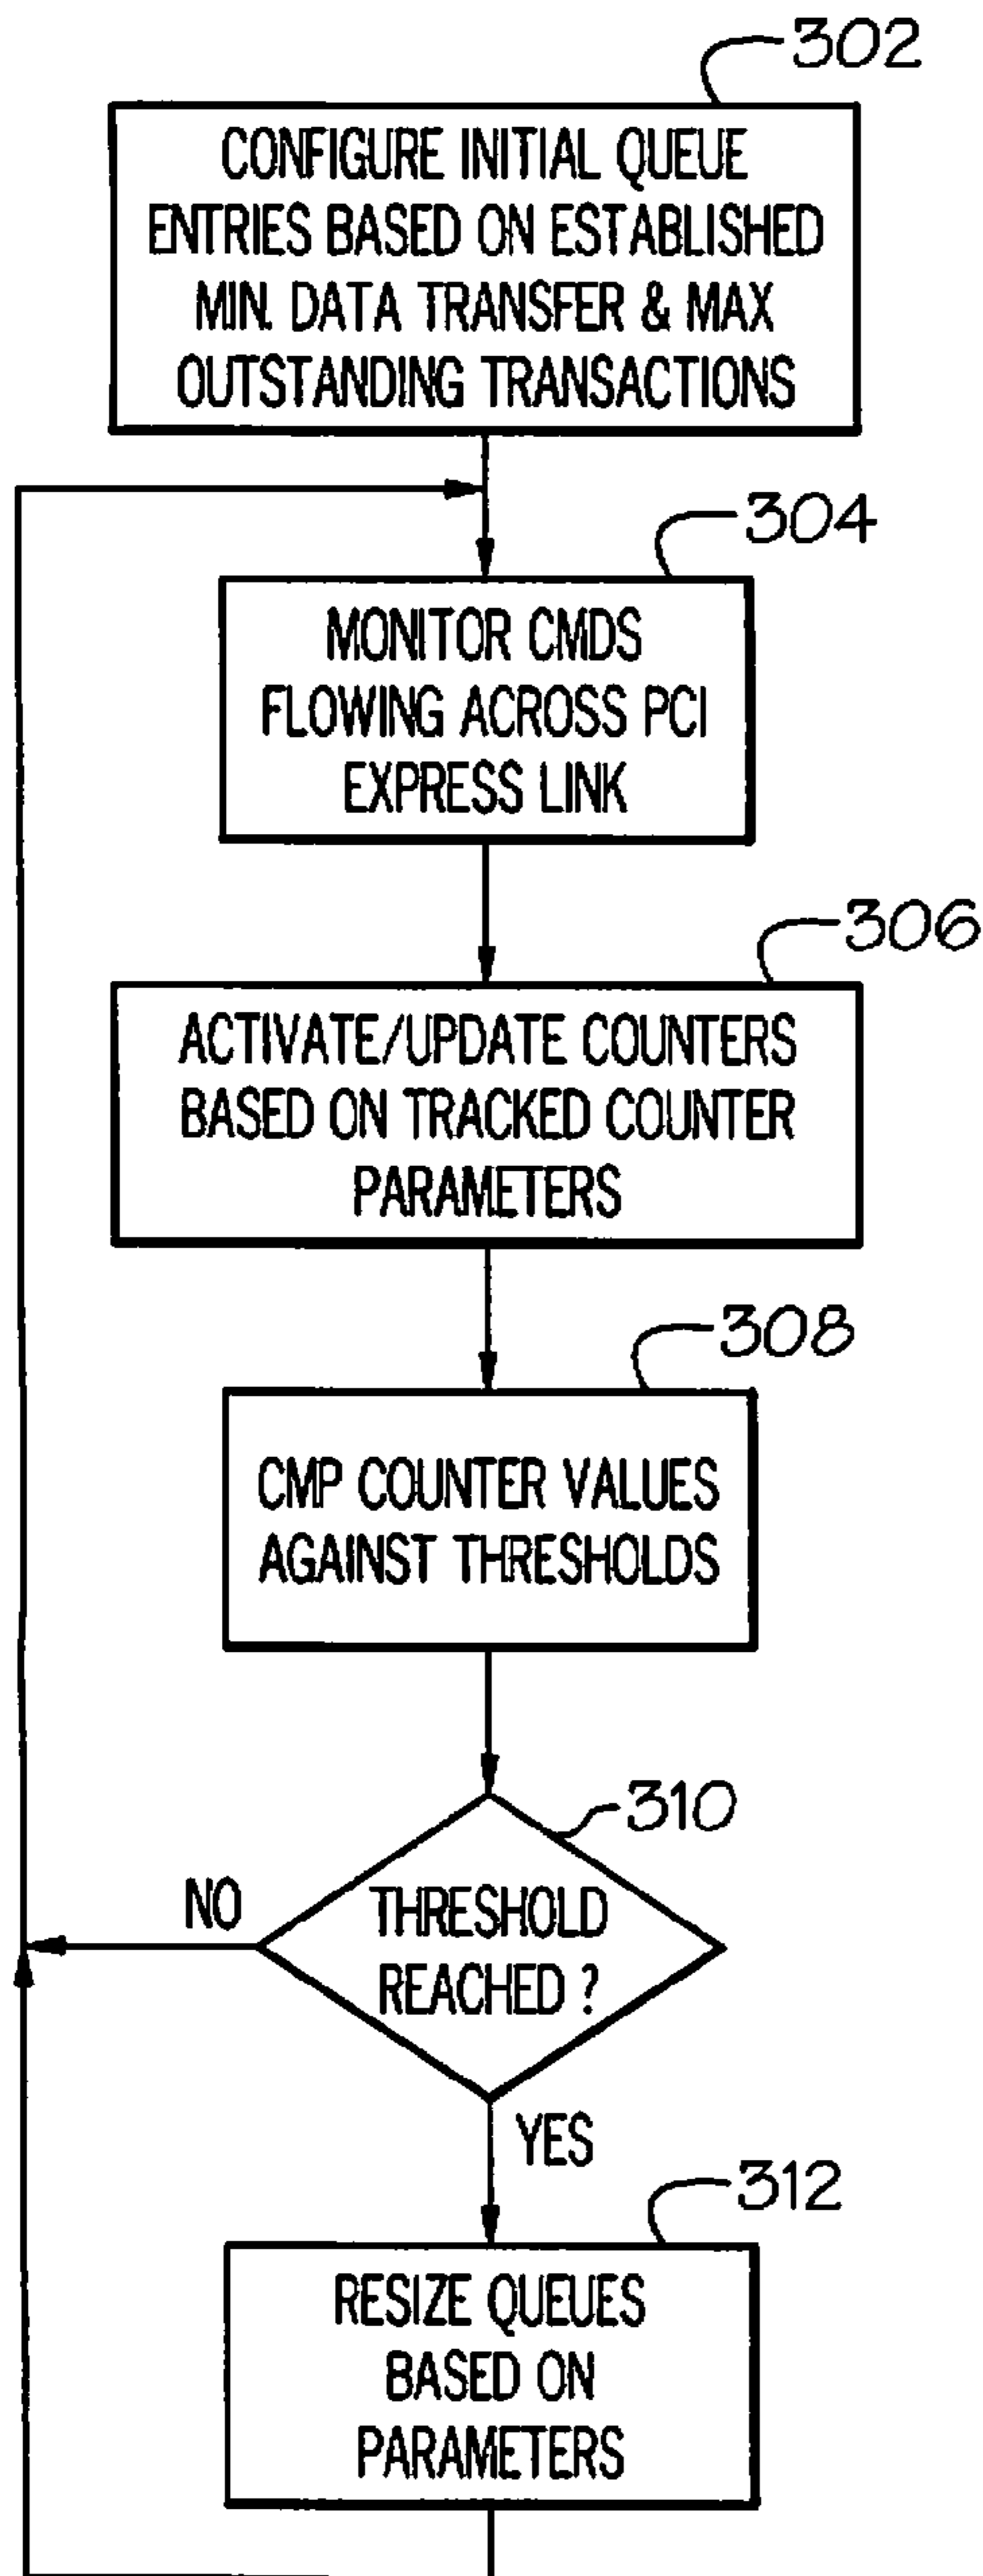 302
CONFIGURE INITIAL QUEUE
ENTRIES BASED ON ESTABLISHED
MIN. DATA TRANSFER & MAX
OUTSTANDING TRANSACTIONS
304
MONITOR CMDS
FLOWING ACROSS PCI
EXPRESS LINK
306
ACTIVATE/UPDATE COUNTERS
BASED ON TRACKED COUNTER
PARAMETERS
308
CMP COUNTER VALUES
AGAINST THRESHOLDS
310
NO
THRESHOLD
REACHED ?
YES
312
RESIZE QUEUES
BASED ON
PARAMETERS